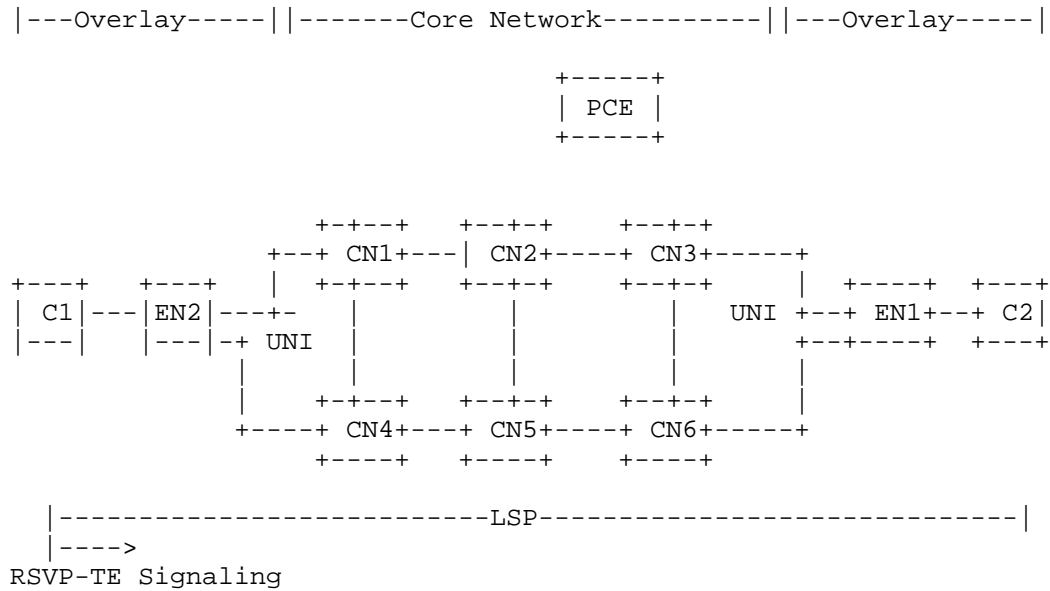 |---Overlay-----||-------Core Network----------||---Overlay-----|
PCE
CN1 CN2 CN3
C1 EN2 UNI EN1 C2
UNI
CN4 CN5 CN6
|---------------------------LSP------------------------------|
|---->
RSVP-TE Signaling